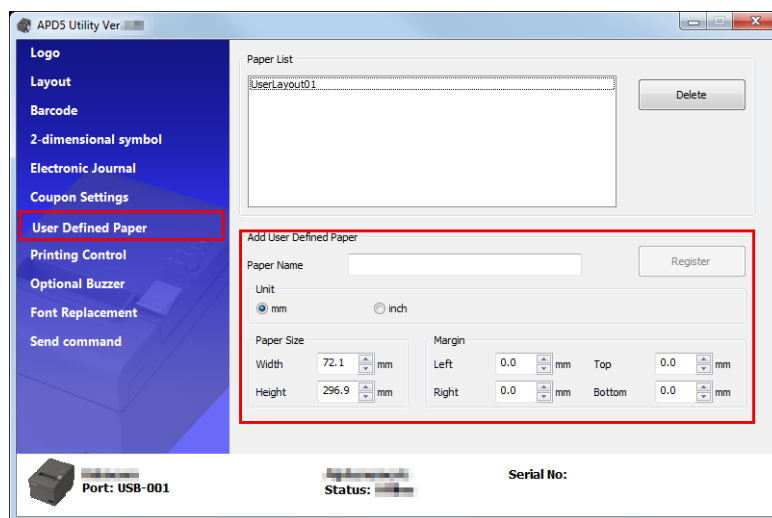 APD5 Utility Ver.
Logo
Layout
Barcode
2-dimensional symbol
Electronic Journal
Coupon Settings
User Defined Paper
Printing Control
Optional Buzzer
Font Replacement
Send command
Paper List
UserLayout01
Delete
Add User Defined Paper
Paper Name
Register
Unit
mm inch
Paper Size Margin
Width 72.1 mm Left 0.0 mm Top 0.0 mm
Height 296.9 mm Right 0.0 mm Bottom 0.0 mm
Serial No:
Port: USB-001 Status: